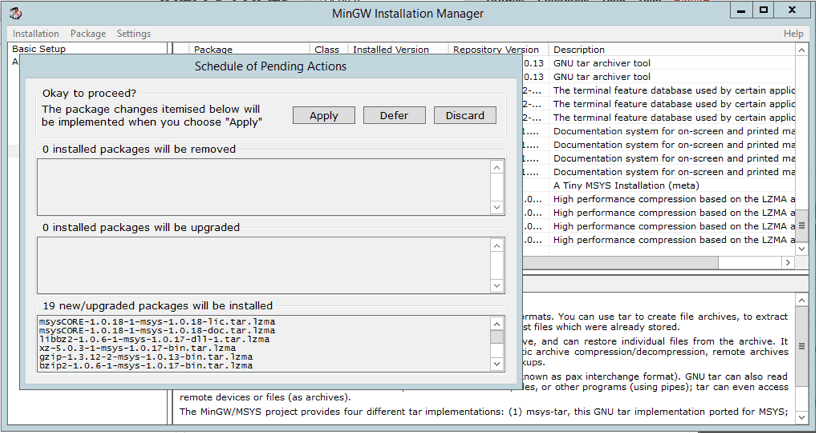 MinGW Installation Manager
Installation Package Settings Help
Basic Setup
Package Class Installed Version Repository Version Description
Schedule of Pending Actions
Okay to proceed?
The package changes itemised below will
be implemented when you choose "Apply"
Apply Defer Discard
0 installed packages will be removed
0 installed packages will be upgraded
19 new/upgraded packages will be installed
msysCORE-1.0.18-1-msys-1.0.18-lic.tar.lzma
msysCORE-1.0.18-1-msys-1.0.18-doc.tar.lzma
libbz2-1.0.6-1-msys-1.0.17-dll-1.tar.lzma
xz-5.0.3-1-msys-1.0.17-bin.tar.lzma
gzip-1.3.12-2-msys-1.0.13-bin.tar.lzma
bzip2-1.0.6-1-msys-1.0.17-bin.tar.lzma
0.13 GNU tar archiver tool
0.13 GNU tar archiver tool
2-... The terminal feature database used by certain applic
2-... The terminal feature database used by certain applic
2-... The terminal feature database used by certain applic
1.... Documentation system for on-screen and printed ma
1.... Documentation system for on-screen and printed ma
1.... Documentation system for on-screen and printed ma
1.... Documentation system for on-screen and printed ma
A Tiny MSYS Installation (meta)
.0... High performance compression based on the LZMA a
.0... High performance compression based on the LZMA a
.0... High performance compression based on the LZMA a
.0... High performance compression based on the LZMA a
ormats. You can use tar to create file archives, to extract
st files which were already stored.
ve, and can restore individual files from the archive. It
tic archive compression/decompression, remote archives
kups.
nown as pax interchange format). GNU tar can also read
les, or other programs (using pipes); tar can even access
remote devices or files (as archives).
The MinGW/MSYS project provides four different tar implementations: (1) msys-tar, this GNU tar implementation ported for MSYS;